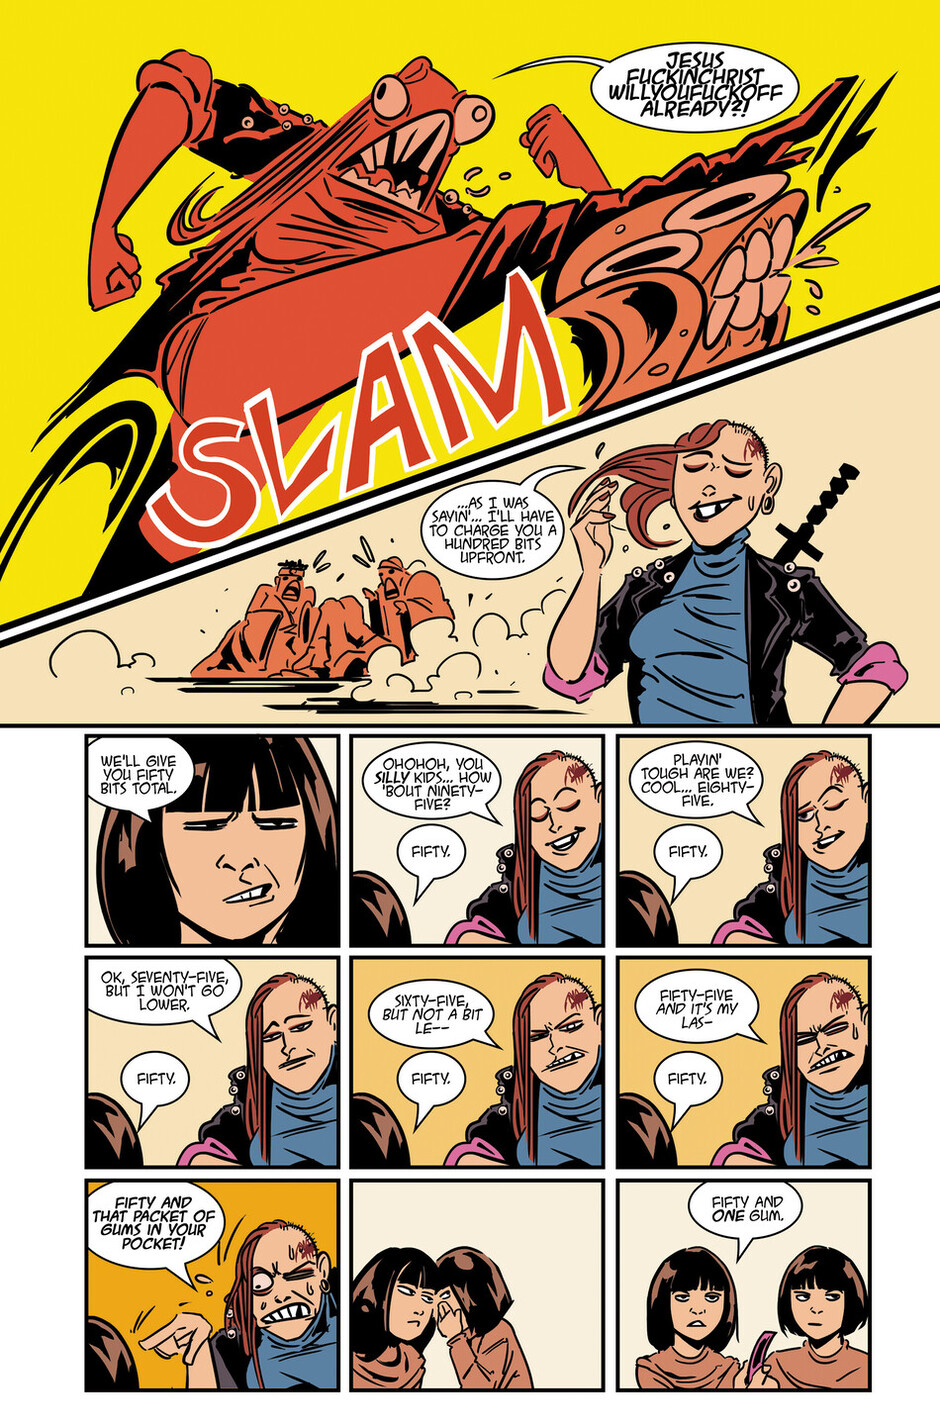 JESUS
FUCKINCHRIST
WILLYOUFUCKOFF
ALREADY?!
SLAM
...AS I WAS
SAYIN'... I'LL HAVE
TO CHARGE YOU A
HUNDRED BITS
UPFRONT.
WE'LL GIVE
YOU FIFTY
BITS TOTAL.
OHOHOH, YOU
SILLY KIDS... HOW
'BOUT NINETY-
FIVE?
FIFTY.
PLAYIN'
TOUGH ARE WE?
COOL... EIGHTY-
FIVE.
FIFTY.
OK, SEVENTY-FIVE,
BUT I WON'T GO
LOWER.
FIFTY.
SIXTY-FIVE,
BUT NOT A BIT
LE--
FIFTY.
FIFTY-FIVE
AND IT'S MY
LAS-
FIFTY.
FIFTY AND
THAT PACKET OF
GUMS IN YOUR
POCKET!
FIFTY AND
ONE GUM.